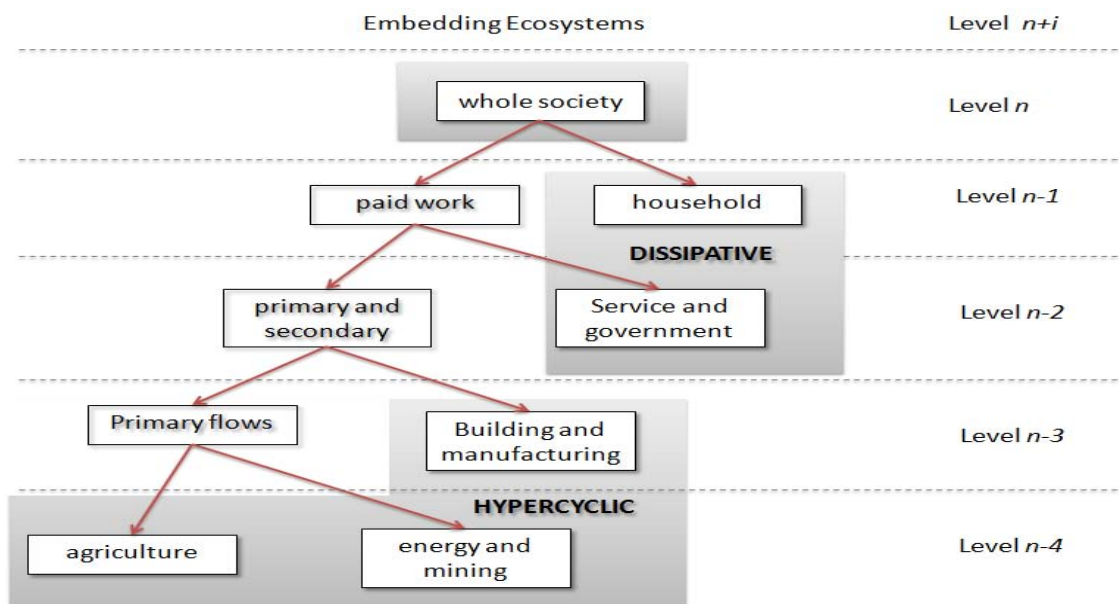 Embedding Ecosystems
Level n+i
whole society
Level n
paid work
household
Level n-1
DISSIPATIVE
primary and
secondary
Service and
government
Level n-2
Primary flows
Building and
manufacturing
Level n-3
HYPERCYCLIC
agriculture
energy and
mining
Level n-4